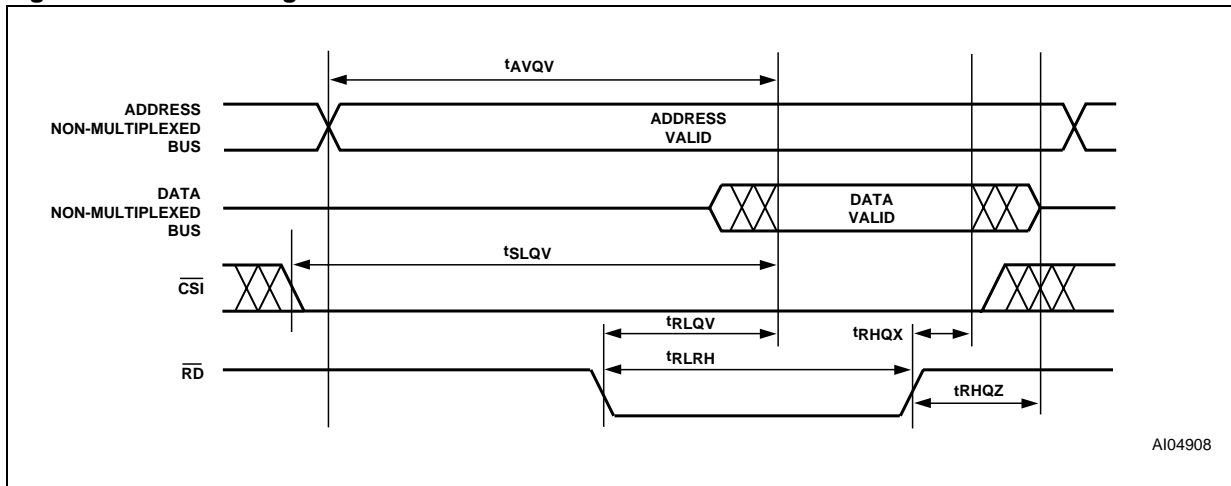 tAVQV
ADDRESS
NON-MULTIPLEXED
BUS
ADDRESS
VALID
DATA
NON-MULTIPLEXED
BUS
DATA
VALID
tSLQV
CSI
tRLQV
tRHQX
tRLRH
RD
tRHQZ
AI04908